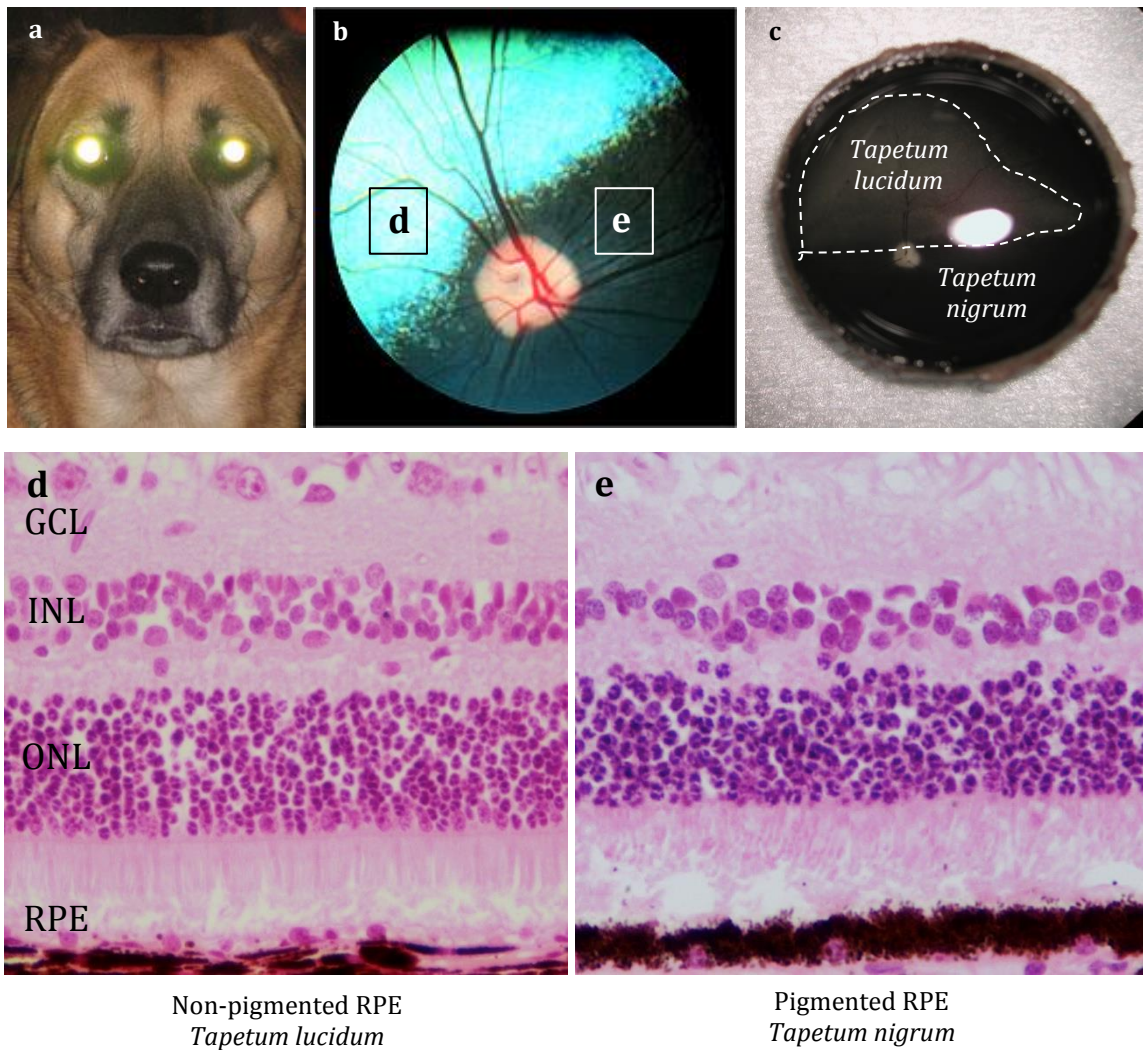 a
b
c
d
e
Tapetum
lucidum
Tapetum
nigrum
d
GCL
INL
ONL
RPE
e
Non-pigmented RPE
Tapetum lucidum
Pigmented RPE
Tapetum nigrum